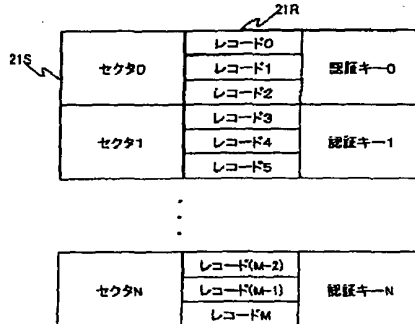 21R
21S
セクタ0
レコード0
レコード1
レコード2
認証キー0
セクタ1
レコード3
レコード4
レコード5
認証キー1
セクタN
レコード(M-2)
レコード(M-1)
レコードM
認証キーN